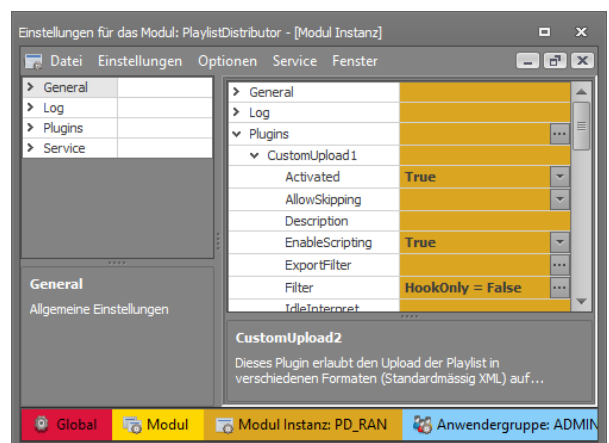 Einstellungen für das Modul: PlaylistDistributor - [Modul Instanz]
Datei Einstellungen Optionen Service Fenster
General
Log
Plugins
Service
General
Log
Plugins
CustomUpload1
Activated True
AllowSkipping
Description
EnableScripting True
ExportFilter
Filter HookOnly = False
IdleInterpret
General
Allgemeine Einstellungen
CustomUpload2
Dieses Plugin erlaubt den Upload der Playlist in
verschiedenen Formaten (Standardmässig XML) auf...
Global Modul Modul Instanz: PD_RAN Anwendergruppe: ADMIN